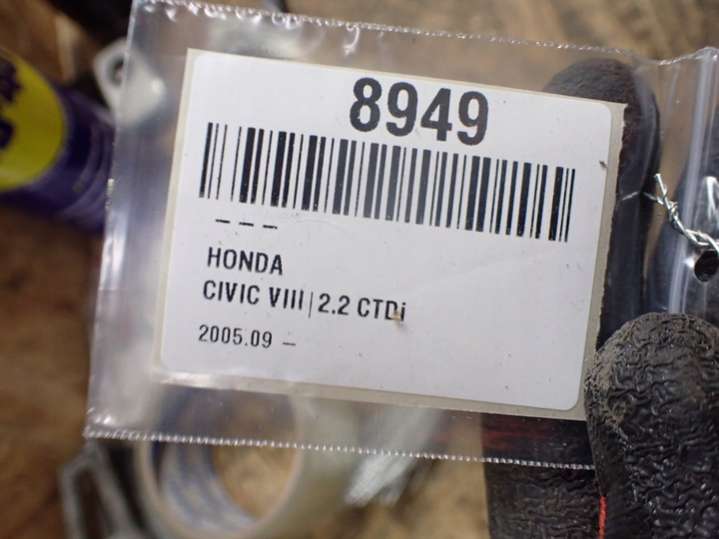 8949
- - -
HONDA
CIVIC VIII|2.2 CTDi
2005.09 -